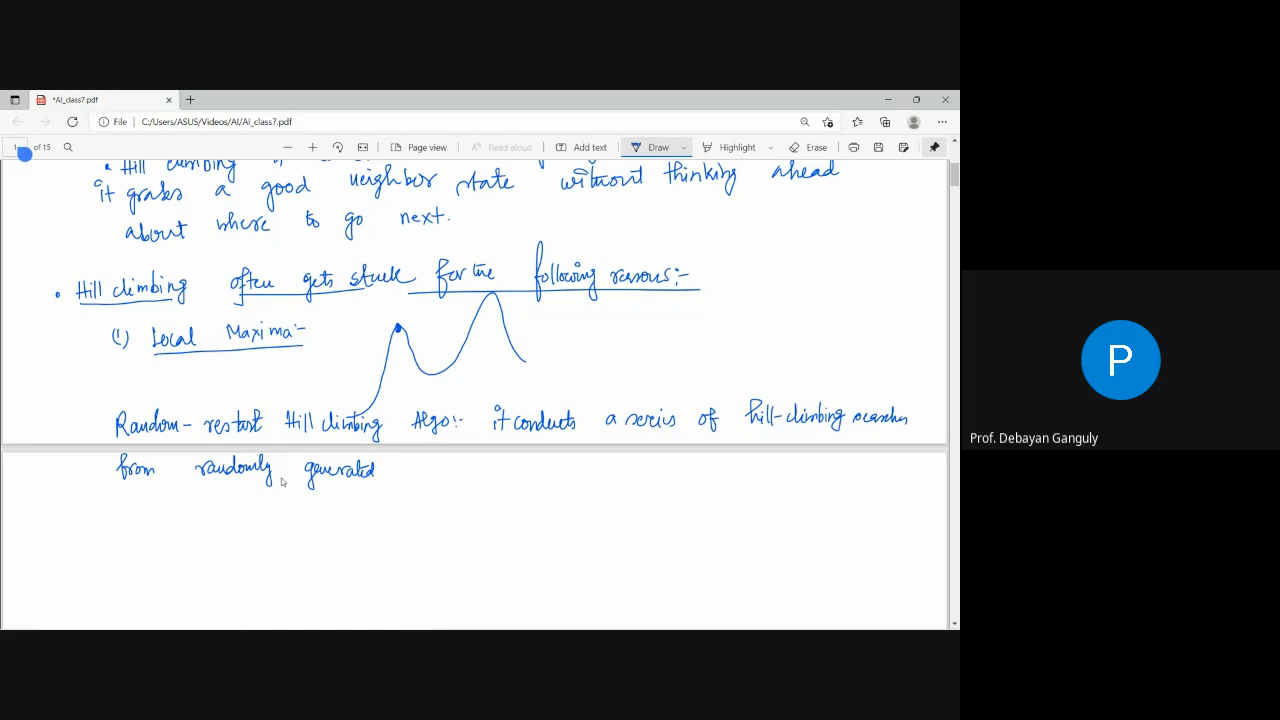 *AI_class7.pdf
File C:/Users/ASUS/Videos/AI/AI_class7.pdf
1 of 15 Page view Read aloud Add text Draw Highlight Erase
• Hill climbing
it grabs a good neighbor state without thinking ahead
about where to go next.
• Hill climbing often gets stuck for the following reasons:-
(1) Local Maxima:-
Random-restart Hill climbing Algo:- it conducts a series of hill-climbing searches
from randomly generated
P
Prof. Debayan Ganguly